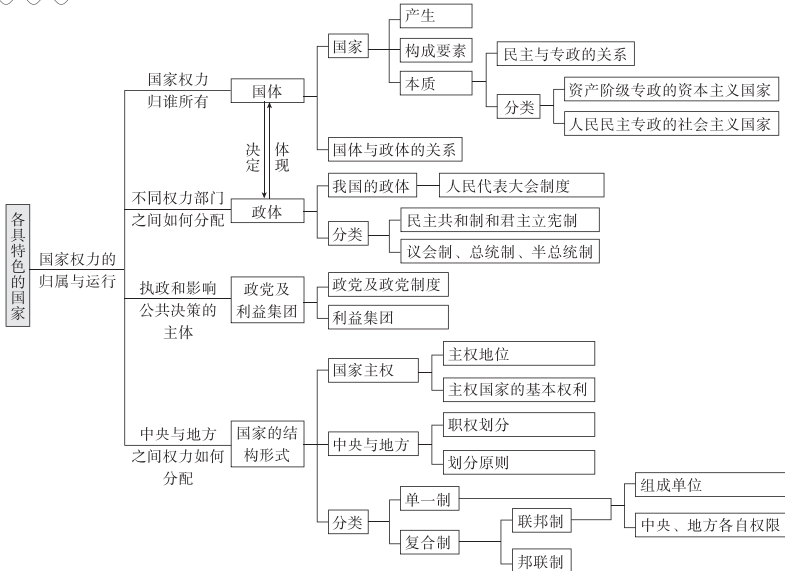 各具特色的国家
国家权力的
归属与运行
国家权力
归谁所有
国体
国家
产生
构成要素
本质
民主与专政的关系
分类
资产阶级专政的资本主义国家
人民民主专政的社会主义国家
国体与政体的关系
决定
体现
不同权力部门
之间如何分配
政体
我国的政体
人民代表大会制度
分类
民主共和制和君主立宪制
议会制、总统制、半总统制
执政和影响
公共决策的
主体
政党及
利益集团
政党及政党制度
利益集团
中央与地方
之间权力如何
分配
国家的结
构形式
国家主权
主权地位
主权国家的基本权利
中央与地方
职权划分
划分原则
分类
单一制
复合制
联邦制
邦联制
组成单位
中央、地方各自权限